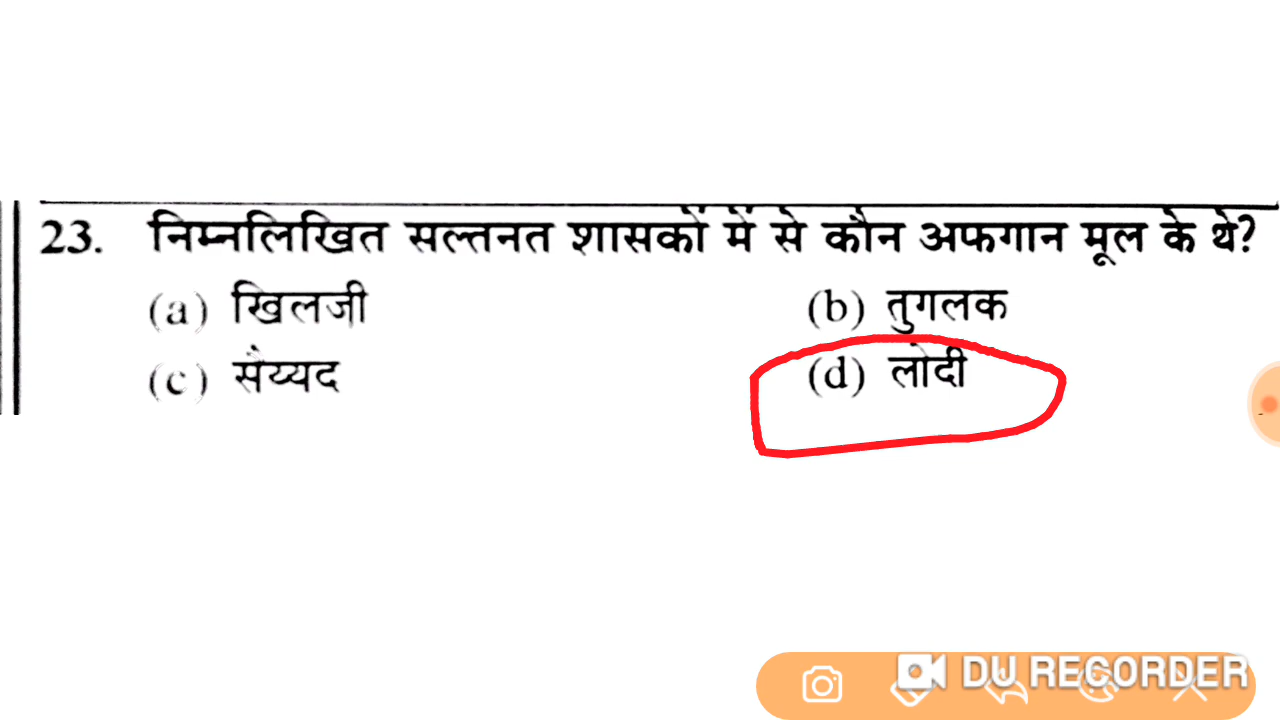 23. निम्नलिखित सल्तनत शासकों में से कौन अफगान मूल के थे?
(a) खिलजी (b) तुगलक
(c) सैय्यद (d) लोदी
DU RECORDER